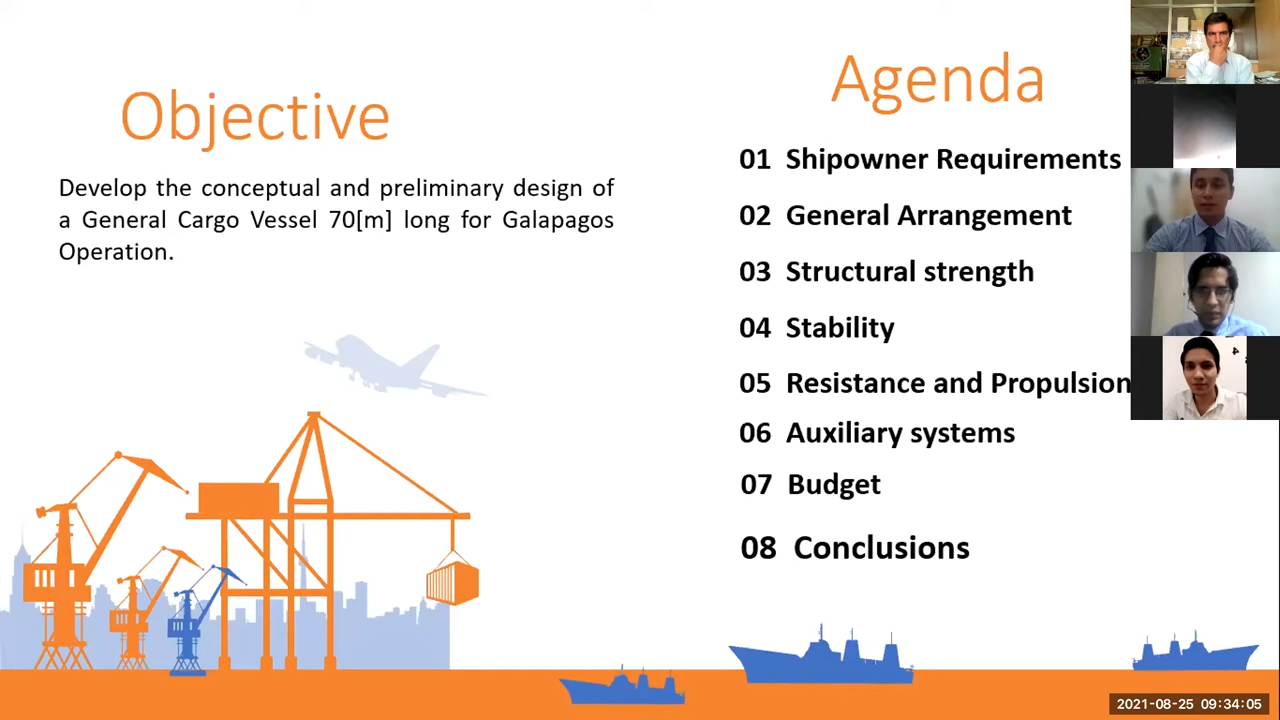 Objective
Develop the conceptual and preliminary design of
a General Cargo Vessel 70[m] long for Galapagos
Operation.
Agenda
01 Shipowner Requirements
02 General Arrangement
03 Structural strength
04 Stability
05 Resistance and Propulsion
06 Auxiliary systems
07 Budget
08 Conclusions
2021-08-25 09:34:05